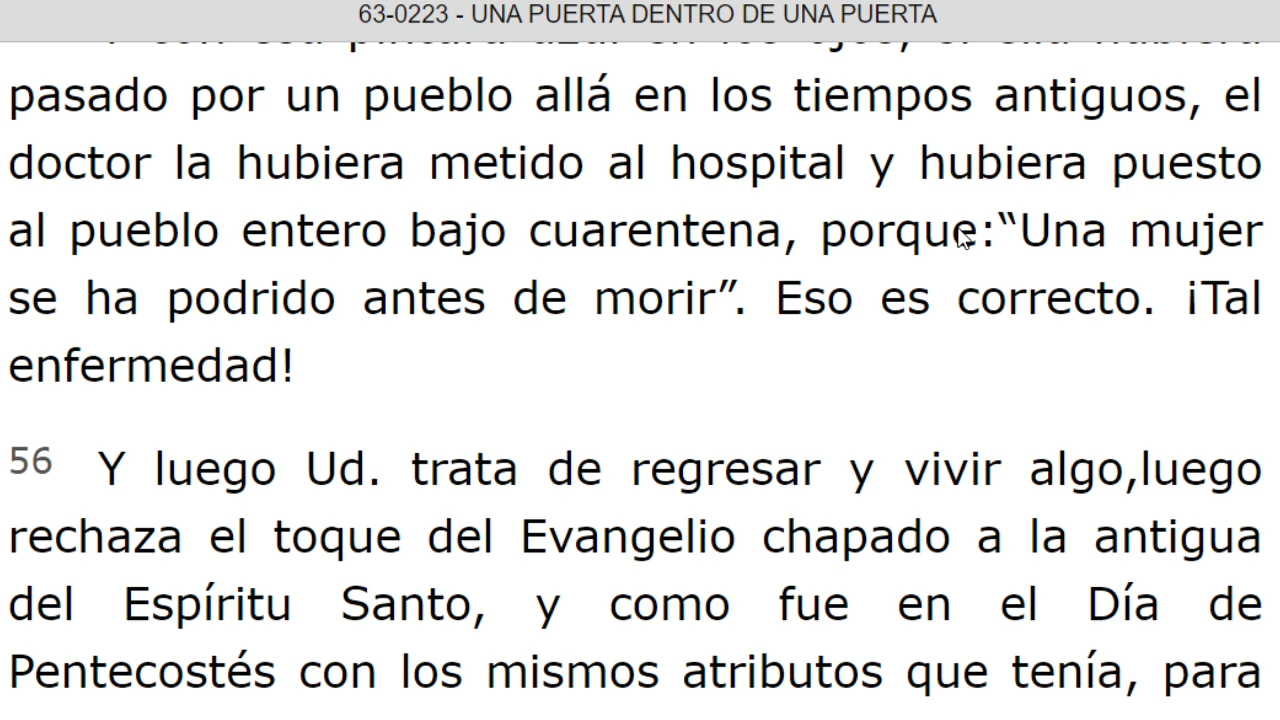 63-0223 - UNA PUERTA DENTRO DE UNA PUERTA
pasado por un pueblo allá en los tiempos antiguos, el
doctor la hubiera metido al hospital y hubiera puesto
al pueblo entero bajo cuarentena, porque:“Una mujer
se ha podrido antes de morir”. Eso es correcto. ¡Tal
enfermedad!
56 Y luego Ud. trata de regresar y vivir algo,luego
rechaza el toque del Evangelio chapado a la antigua
del Espíritu Santo, y como fue en el Día de
Pentecostés con los mismos atributos que tenía, para